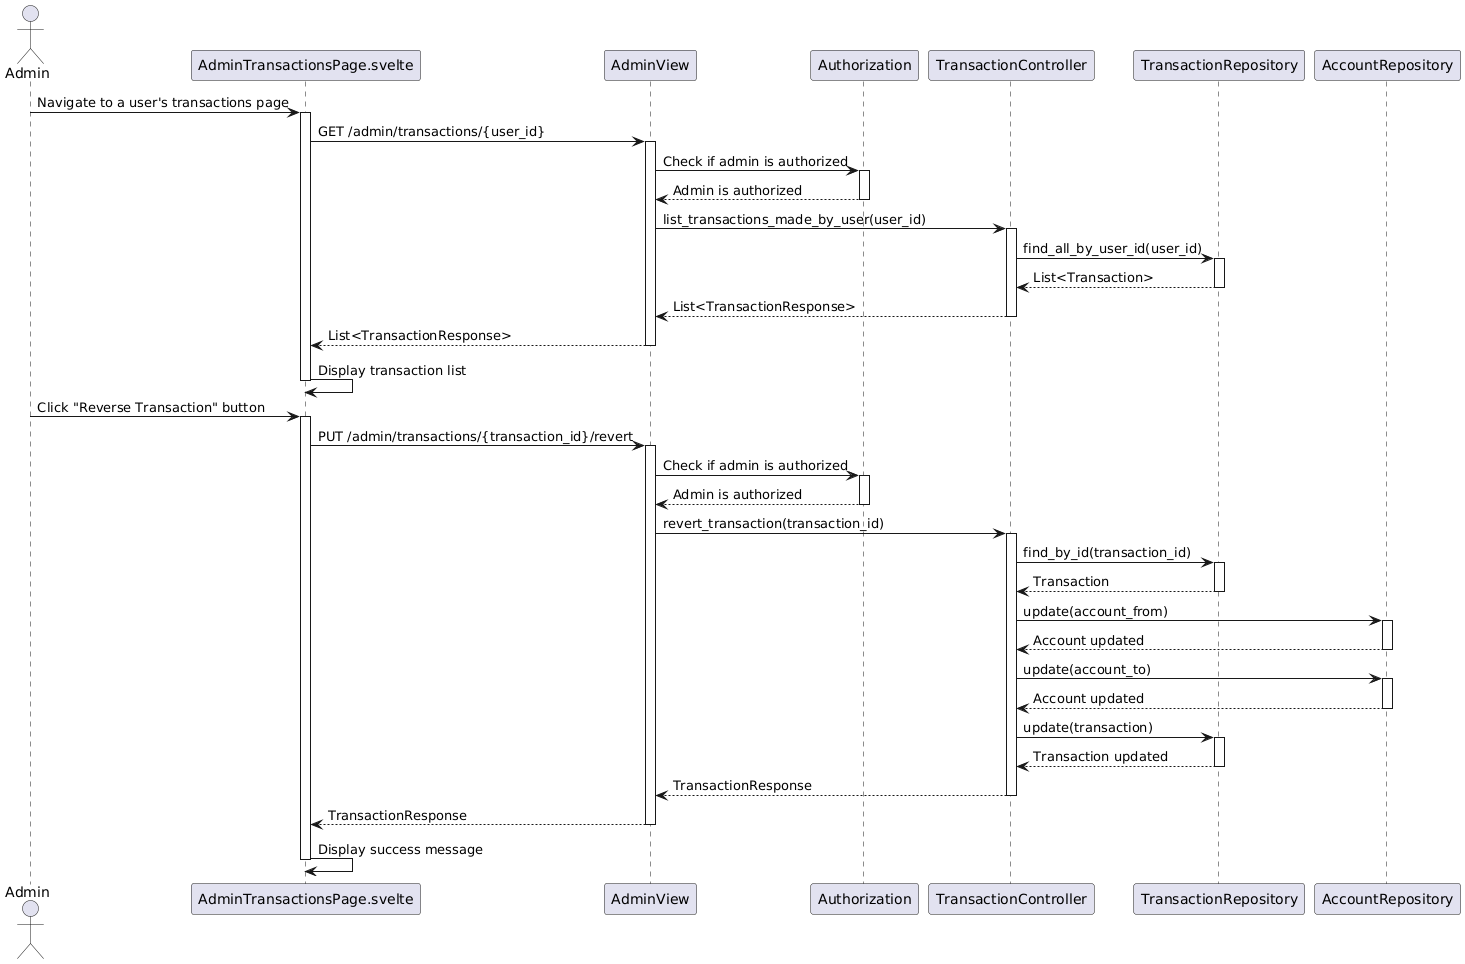 Admin
AdminTransactionsPage.svelte
AdminView
Authorization
TransactionController
TransactionRepository
AccountRepository
Navigate to a user's transactions page
GET /admin/transactions/{user_id}
Check if admin is authorized
Admin is authorized
list_transactions_made_by_user(user_id)
find_all_by_user_id(user_id)
List<Transaction>
List<TransactionResponse>
List<TransactionResponse>
Display transaction list
Click "Reverse Transaction" button
PUT /admin/transactions/{transaction_id}/revert
Check if admin is authorized
Admin is authorized
revert_transaction(transaction_id)
find_by_id(transaction_id)
Transaction
update(account_from)
Account updated
update(account_to)
Account updated
update(transaction)
Transaction updated
TransactionResponse
TransactionResponse
Display success message
Admin
AdminTransactionsPage.svelte
AdminView
Authorization
TransactionController
TransactionRepository
AccountRepository